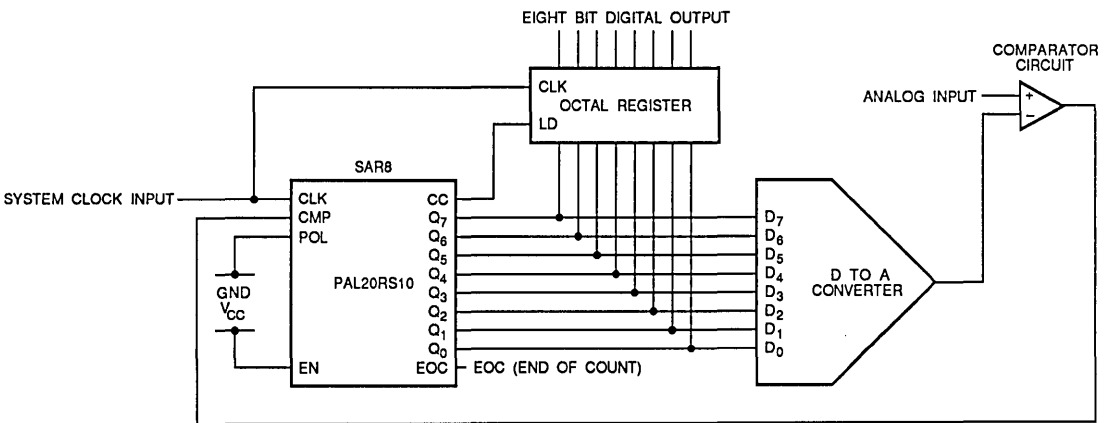 EIGHT BIT DIGITAL OUTPUT
COMPARATOR
CIRCUIT
CLK
OCTAL REGISTER
LD
ANALOG INPUT
+
−
SAR8
SYSTEM CLOCK INPUT
CLK
CMP
POL
EN
PAL20RS10
CC
Q7
Q6
Q5
Q4
Q3
Q2
Q1
Q0
EOC
EOC (END OF COUNT)
GND
VCC
D7
D6
D5
D4
D3
D2
D1
D0
D TO A
CONVERTER